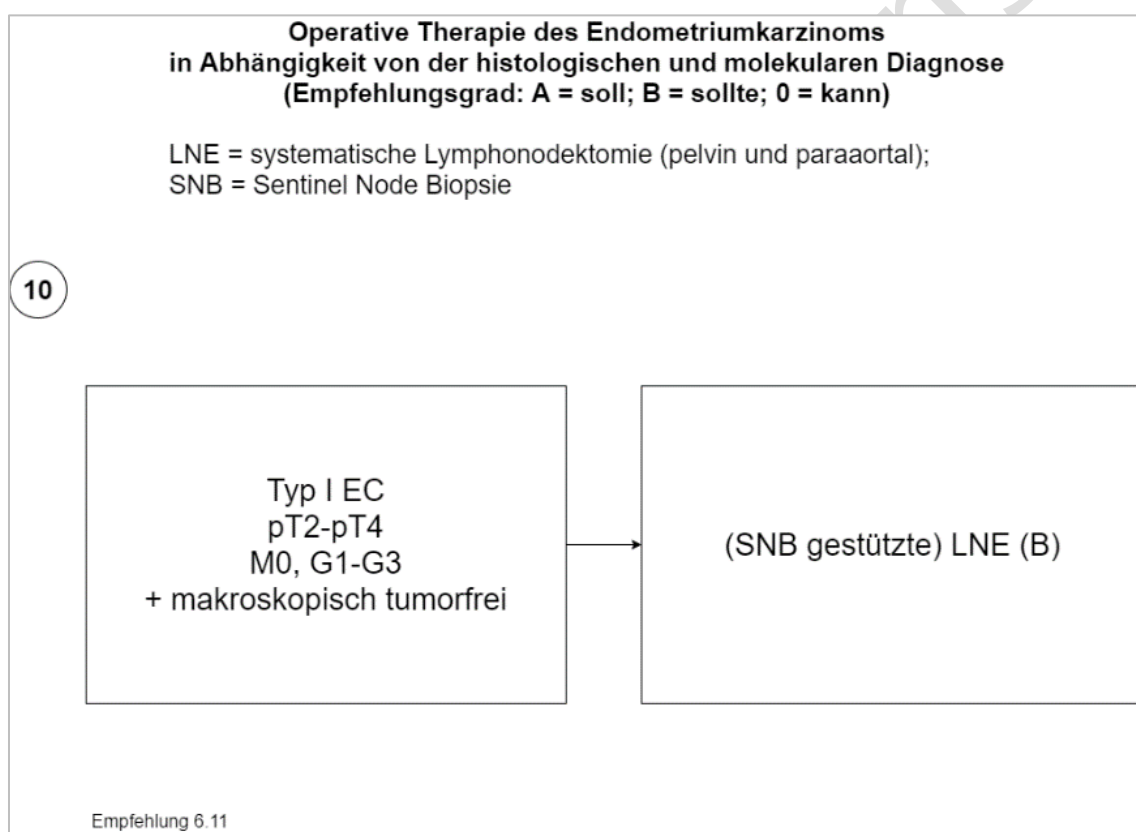 Operative Therapie des Endometriumkarzinoms
in Abhängigkeit von der histologischen und molekularen Diagnose
(Empfehlungsgrad: A = soll; B = sollte; 0 = kann)
LNE = systematische Lymphonodektomie (pelvin und paraaortal);
SNB = Sentinel Node Biopsie
10
Typ I EC
pT2-pT4
M0, G1-G3
+ makroskopisch tumorfrei
(SNB gestützte) LNE (B)
Empfehlung 6.11